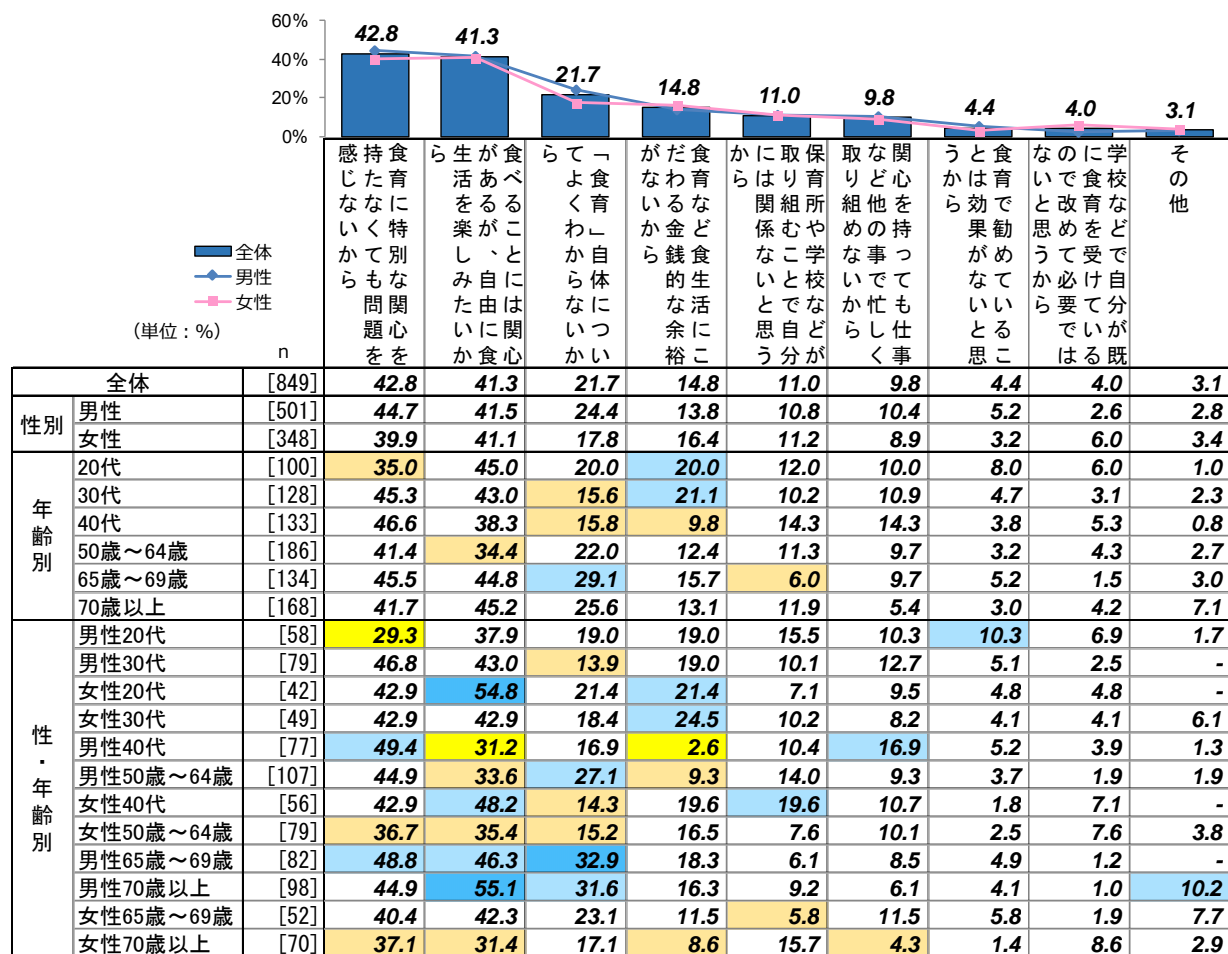 60%
40%
20%
0%
42.8 41.3 21.7 14.8 11.0 9.8 4.4 4.0 3.1
全体
男性
女性
(単位：%)
n
食育に特別な関心を
持たなくても問題を
感じないから
食べることには関心
があるが、自由に食
生活を楽しみたいか
ら
「食育」自体につい
てよくわからないか
ら
食育など食生活にこ
だわる金銭的な余裕
がないから
保育所や学校などが
取り組むことで自分
には関係ないと思う
から
関心を持っても仕事
など他の事で忙しく
取り組めないから
食育で勧めているこ
とは効果がないと思
うから
学校などで自分が既
に食育を受けている
ので改めて必要では
ないと思うから
その他
全体 [849] 42.8 41.3 21.7 14.8 11.0 9.8 4.4 4.0 3.1
性別
男性 [501] 44.7 41.5 24.4 13.8 10.8 10.4 5.2 2.6 2.8
女性 [348] 39.9 41.1 17.8 16.4 11.2 8.9 3.2 6.0 3.4
年齢別
20代 [100] 35.0 45.0 20.0 20.0 12.0 10.0 8.0 6.0 1.0
30代 [128] 45.3 43.0 15.6 21.1 10.2 10.9 4.7 3.1 2.3
40代 [133] 46.6 38.3 15.8 9.8 14.3 14.3 3.8 5.3 0.8
50歳～64歳 [186] 41.4 34.4 22.0 12.4 11.3 9.7 3.2 4.3 2.7
65歳～69歳 [134] 45.5 44.8 29.1 15.7 6.0 9.7 5.2 1.5 3.0
70歳以上 [168] 41.7 45.2 25.6 13.1 11.9 5.4 3.0 4.2 7.1
性・年齢別
男性20代 [58] 29.3 37.9 19.0 19.0 15.5 10.3 10.3 6.9 1.7
男性30代 [79] 46.8 43.0 13.9 19.0 10.1 12.7 5.1 2.5 -
女性20代 [42] 42.9 54.8 21.4 21.4 7.1 9.5 4.8 4.8 -
女性30代 [49] 42.9 42.9 18.4 24.5 10.2 8.2 4.1 4.1 6.1
男性40代 [77] 49.4 31.2 16.9 2.6 10.4 16.9 5.2 3.9 1.3
男性50歳～64歳 [107] 44.9 33.6 27.1 9.3 14.0 9.3 3.7 1.9 1.9
女性40代 [56] 42.9 48.2 14.3 19.6 19.6 10.7 1.8 7.1 -
女性50歳～64歳 [79] 36.7 35.4 15.2 16.5 7.6 10.1 2.5 7.6 3.8
男性65歳～69歳 [82] 48.8 46.3 32.9 18.3 6.1 8.5 4.9 1.2 -
男性70歳以上 [98] 44.9 55.1 31.6 16.3 9.2 6.1 4.1 1.0 10.2
女性65歳～69歳 [52] 40.4 42.3 23.1 11.5 5.8 11.5 5.8 1.9 7.7
女性70歳以上 [70] 37.1 31.4 17.1 8.6 15.7 4.3 1.4 8.6 2.9